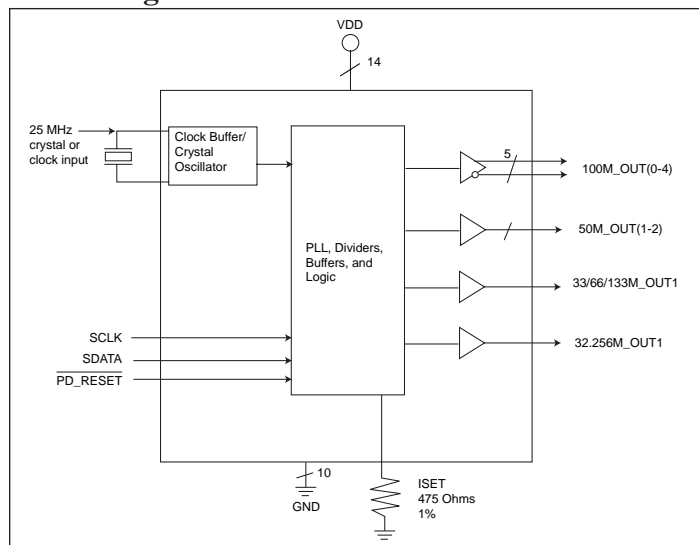 VDD
14
25 MHz
crystal or
clock input
Clock Buffer/
Crystal
Oscillator
5
100M_OUT(0-4)
50M_OUT(1-2)
PLL, Dividers,
Buffers, and
Logic
33/66/133M_OUT1
32.256M_OUT1
SCLK
SDATA
PD_RESET
10
GND
ISET
475 Ohms
1%